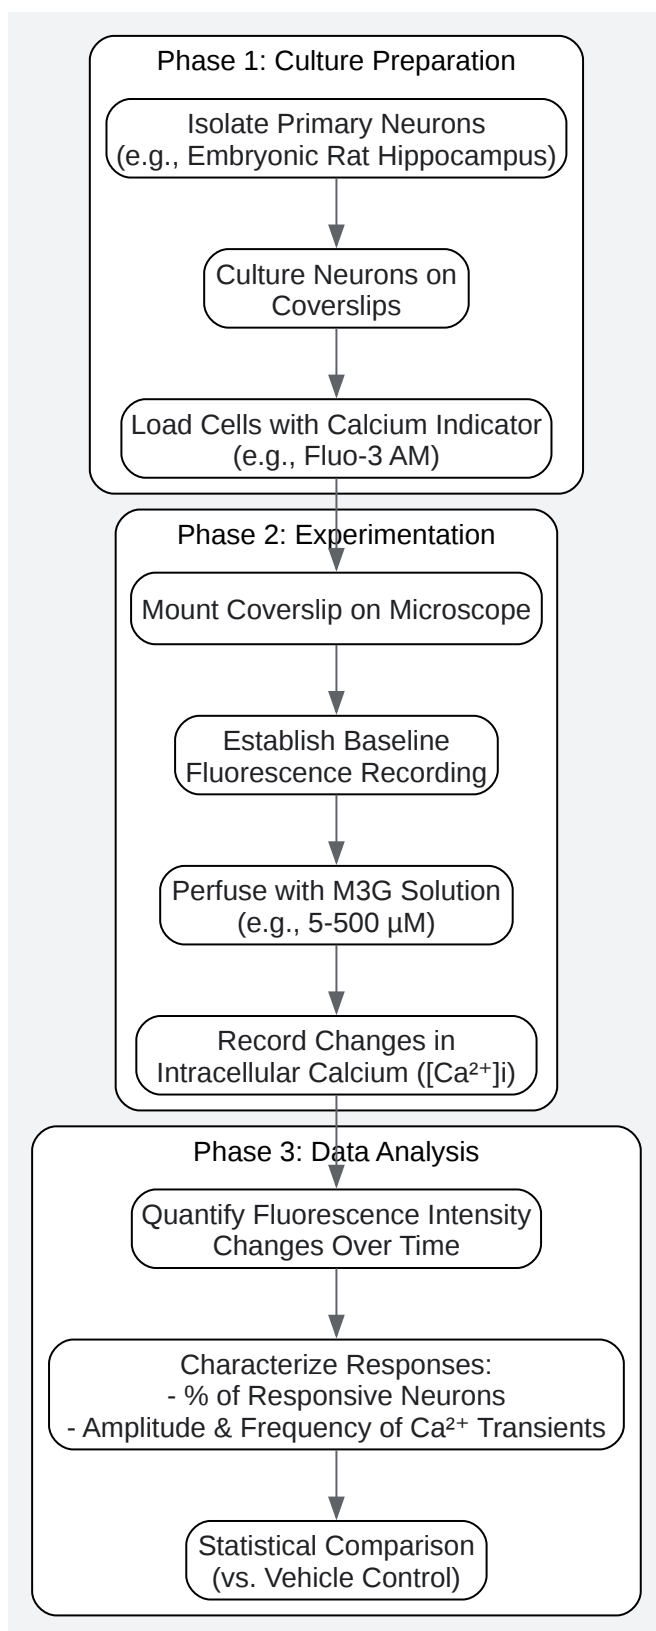 Phase 1: Culture Preparation
Isolate Primary Neurons
(e.g., Embryonic Rat Hippocampus)
Culture Neurons on
Coverslips
Load Cells with Calcium Indicator
(e.g., Fluo-3 AM)
Phase 2: Experimentation
Mount Coverslip on Microscope
Establish Baseline
Fluorescence Recording
Perfuse with M3G Solution
(e.g., 5-500 µM)
Record Changes in
Intracellular Calcium ([Ca²⁺]i)
Phase 3: Data Analysis
Quantify Fluorescence Intensity
Changes Over Time
Characterize Responses:
- % of Responsive Neurons
- Amplitude & Frequency of Ca²⁺ Transients
Statistical Comparison
(vs. Vehicle Control)